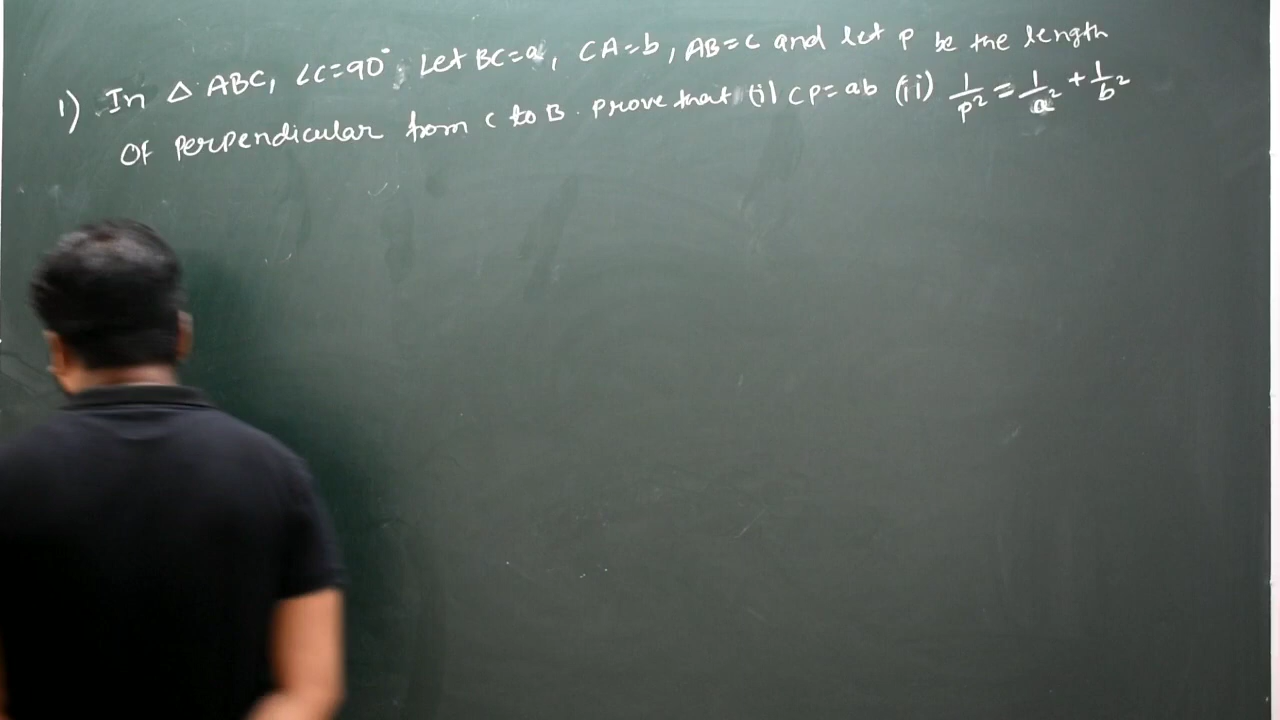 1) In △ ABC, ∠C=90°. Let BC=a, CA=b, AB=c and let p be the length
Of perpendicular from C to B. prove that (i) CP=ab (ii) 1/p² = 1/a² + 1/b²